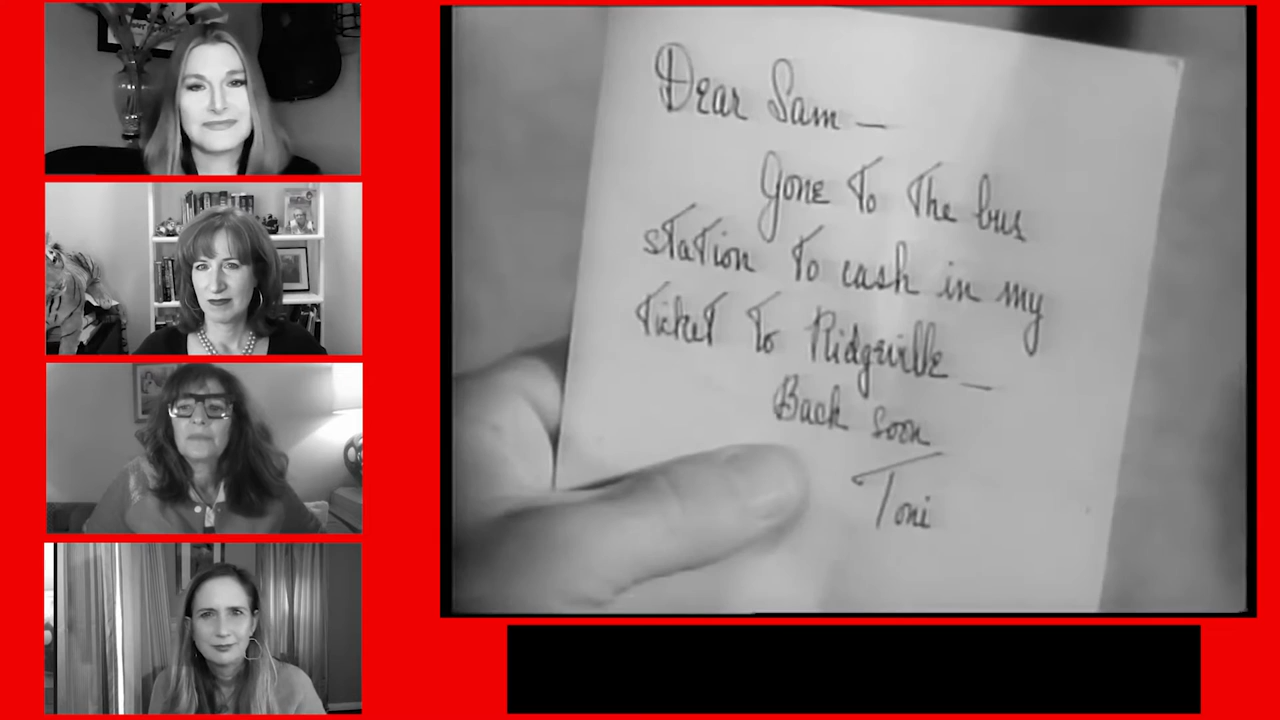 Dear Sam —
Gone To The bus
station To cash in my
Ticket To Ridgeville —
Back soon
Toni